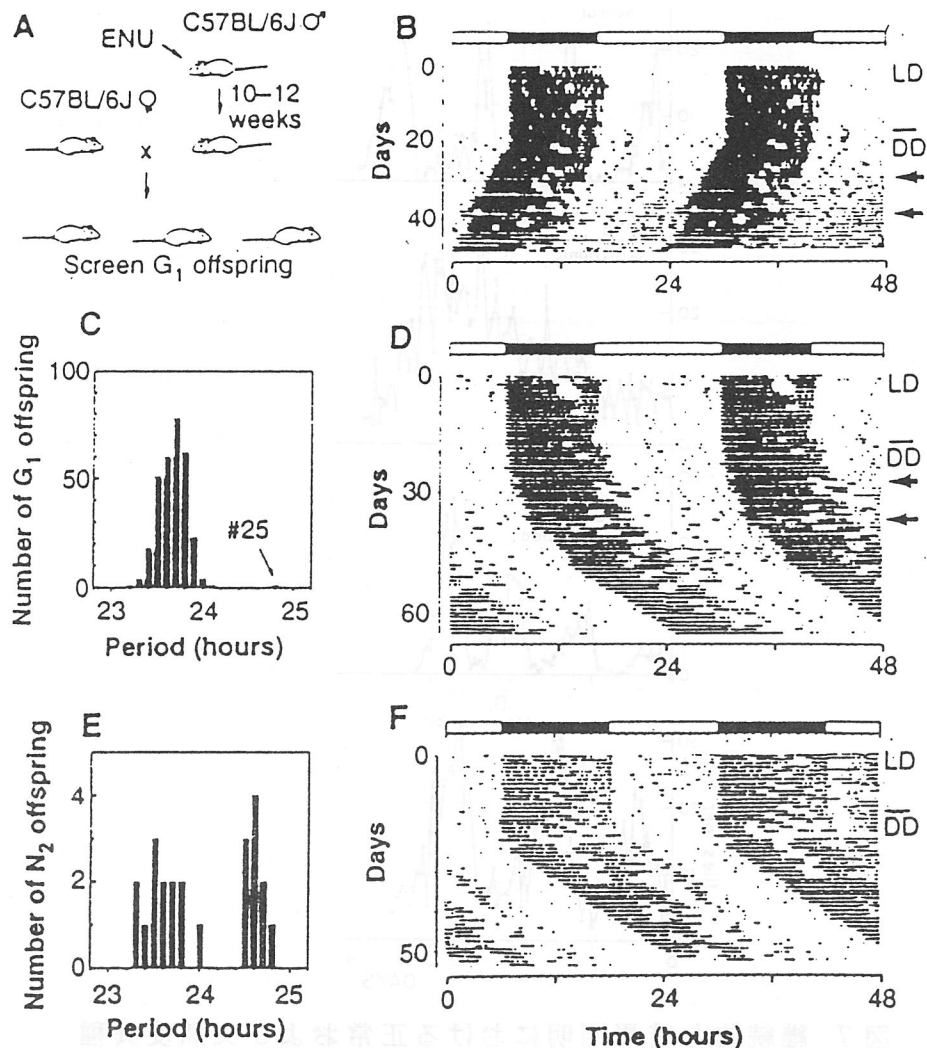 A
ENU
C57BL/6J ♂
C57BL/6J ♀
10–12
weeks
x
Screen G1 offspring
B
LD
DD
Days
0
20
40
0 24 48
C
Number of G1 offspring
100
50
0
#25
23 24 25
Period (hours)
D
LD
DD
Days
0
30
60
0 24 48
E
Number of N2 offspring
4
2
0
23 24 25
Period (hours)
F
LD
DD
Days
0
50
0 24 48
Time (hours)